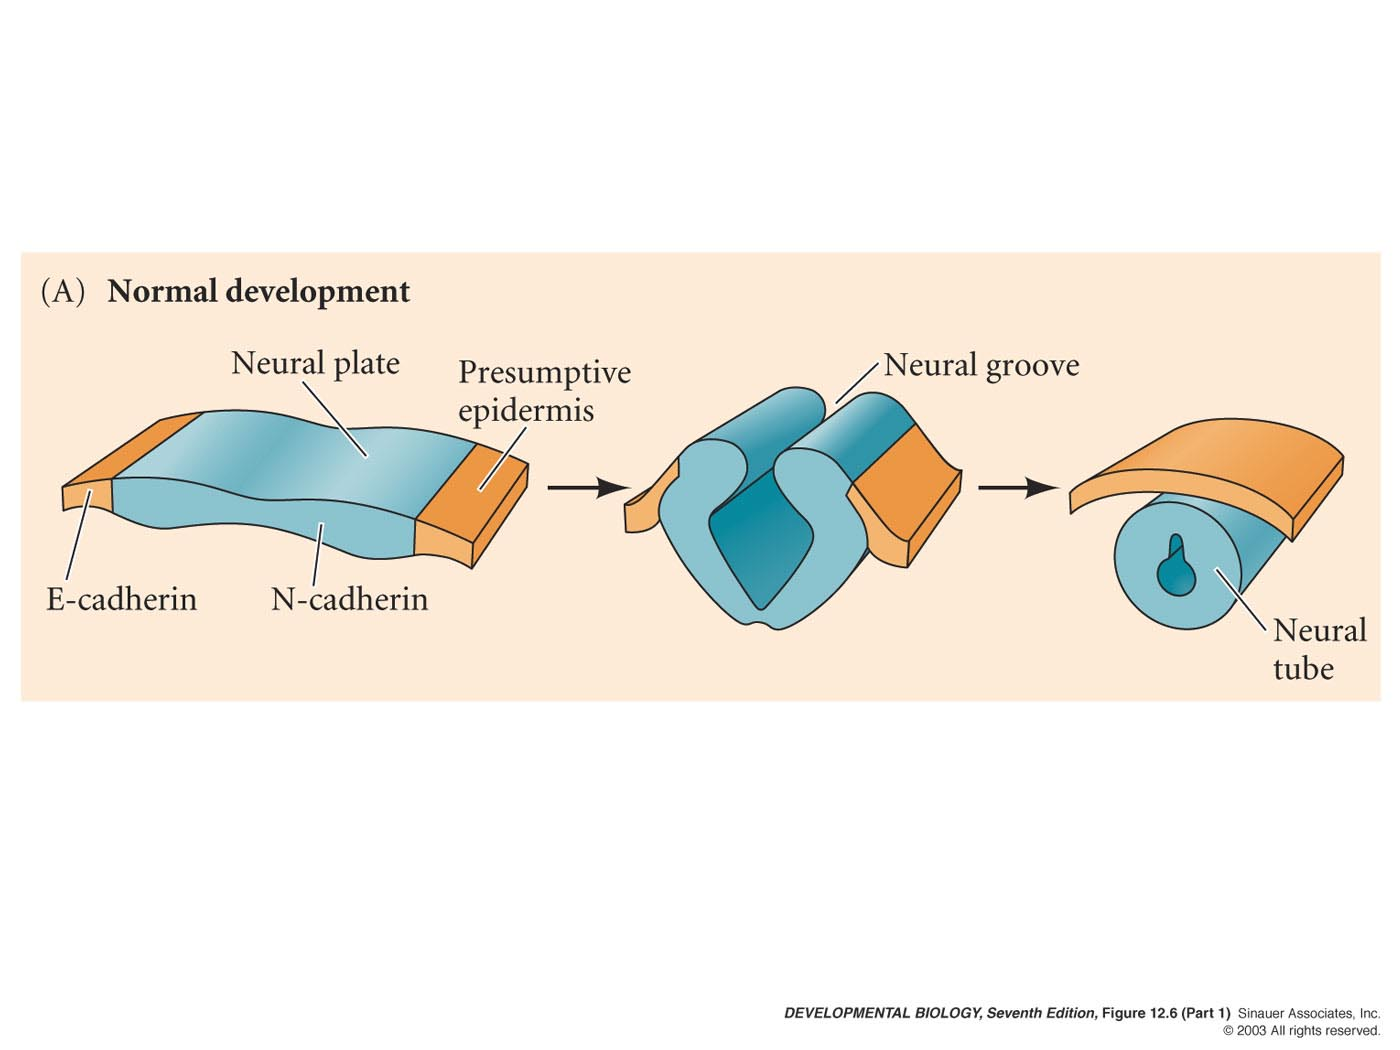 (A) Normal development
Neural plate
Presumptive
epidermis
Neural groove
E-cadherin
N-cadherin
Neural
tube
DEVELOPMENTAL BIOLOGY, Seventh Edition, Figure 12.6 (Part 1) Sinauer Associates, Inc.
© 2003 All rights reserved.